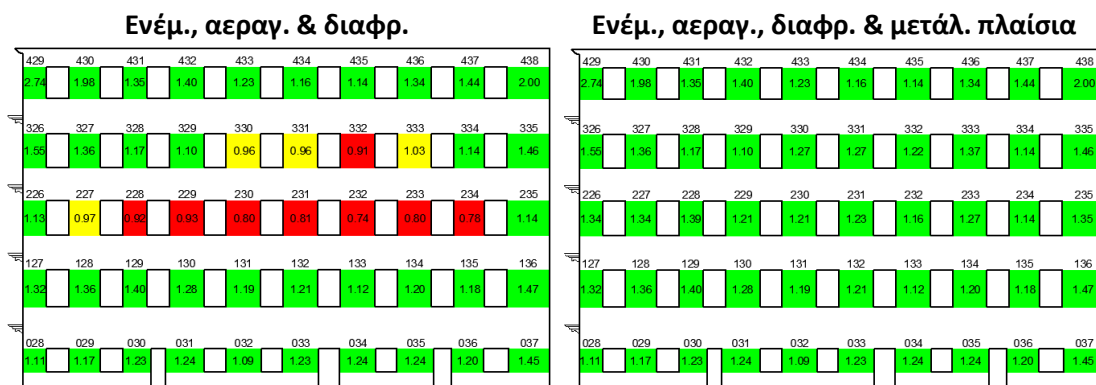 Ενέμ., αεραγ. & διαφρ.
429 430 431 432 433 434 435 436 437 438
2.74 1.98 1.35 1.40 1.23 1.16 1.14 1.34 1.44 2.00
326 327 328 329 330 331 332 333 334 335
1.55 1.36 1.17 1.10 0.96 0.96 0.91 1.03 1.14 1.46
226 227 228 229 230 231 232 233 234 235
1.13 0.97 0.92 0.93 0.80 0.81 0.74 0.80 0.78 1.14
127 128 129 130 131 132 133 134 135 136
1.32 1.36 1.40 1.28 1.19 1.21 1.12 1.20 1.18 1.47
028 029 030 031 032 033 034 035 036 037
1.11 1.17 1.23 1.24 1.09 1.23 1.24 1.24 1.20 1.45
Ενέμ., αεραγ., διαφρ. & μετάλ. πλαίσια
429 430 431 432 433 434 435 436 437 438
2.74 1.98 1.35 1.40 1.23 1.16 1.14 1.34 1.44 2.00
326 327 328 329 330 331 332 333 334 335
1.55 1.36 1.17 1.10 1.27 1.27 1.22 1.37 1.14 1.46
226 227 228 229 230 231 232 233 234 235
1.34 1.34 1.39 1.21 1.21 1.23 1.16 1.27 1.14 1.35
127 128 129 130 131 132 133 134 135 136
1.32 1.36 1.40 1.28 1.19 1.21 1.12 1.20 1.18 1.47
028 029 030 031 032 033 034 035 036 037
1.11 1.17 1.23 1.24 1.09 1.23 1.24 1.24 1.20 1.45